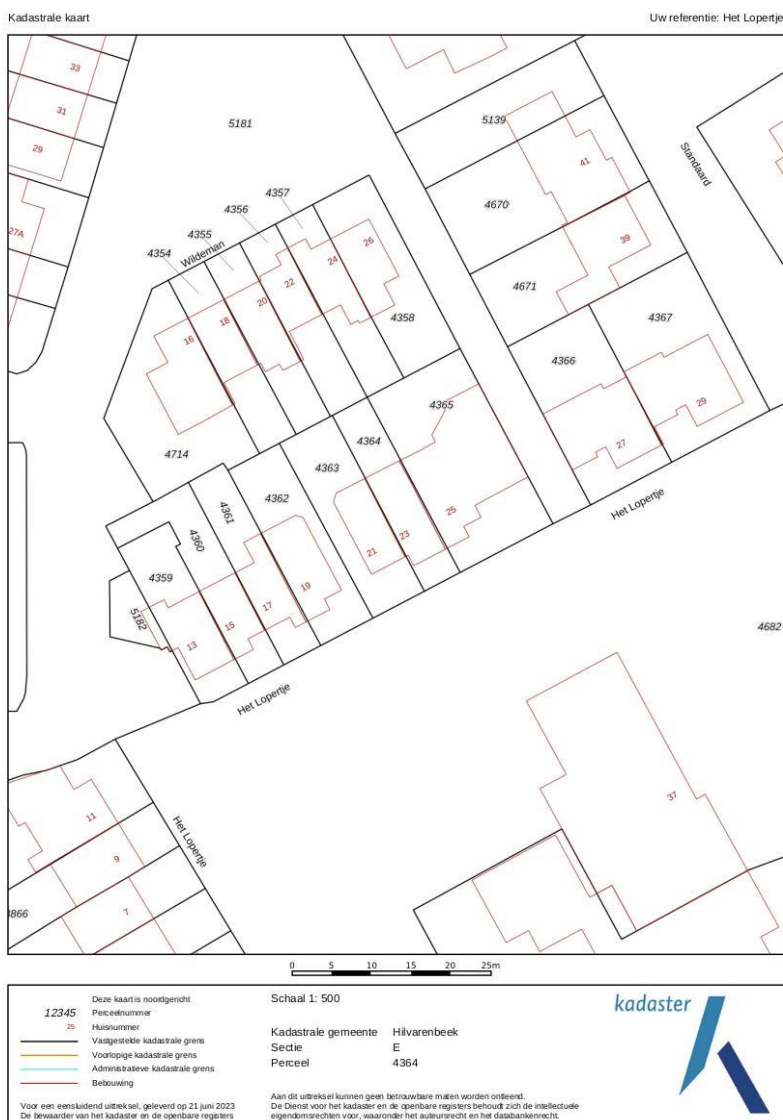 Kadastrale kaart
Uw referentie: Het Lopertje
33
31
29
27A
5181
5139
Standaard
41
4670
39
4671
4357
4356
4355
4354
Wildeman
26
24
22
20
18
16
4358
4367
4366
29
27
4365
4364
4363
4362
4361
4360
4359
4714
5182
25
23
21
19
17
15
13
Het Lopertje
Het Lopertje
4682
37
11
Het Lopertje
9
7
0 5 10 15 20 25m
Deze kaart is noordgericht
12345 Perceelnummer
25 Huisnummer
Vastgestelde kadastrale grens
Voorlopige kadastrale grens
Administratieve kadastrale grens
Bebouwing
Voor een eensluidend uittreksel, geleverd op 21 juni 2023
De bewaarder van het kadaster en de openbare registers
Schaal 1: 500
Kadastrale gemeente Hilvarenbeek
Sectie E
Perceel 4364
Aan dit uittreksel kunnen geen betrouwbare maten worden ontleend.
De Dienst voor het kadaster en de openbare registers behoudt zich de intellectuele
eigendomsrechten voor, waaronder het auteursrecht en het databankenrecht.
kadaster